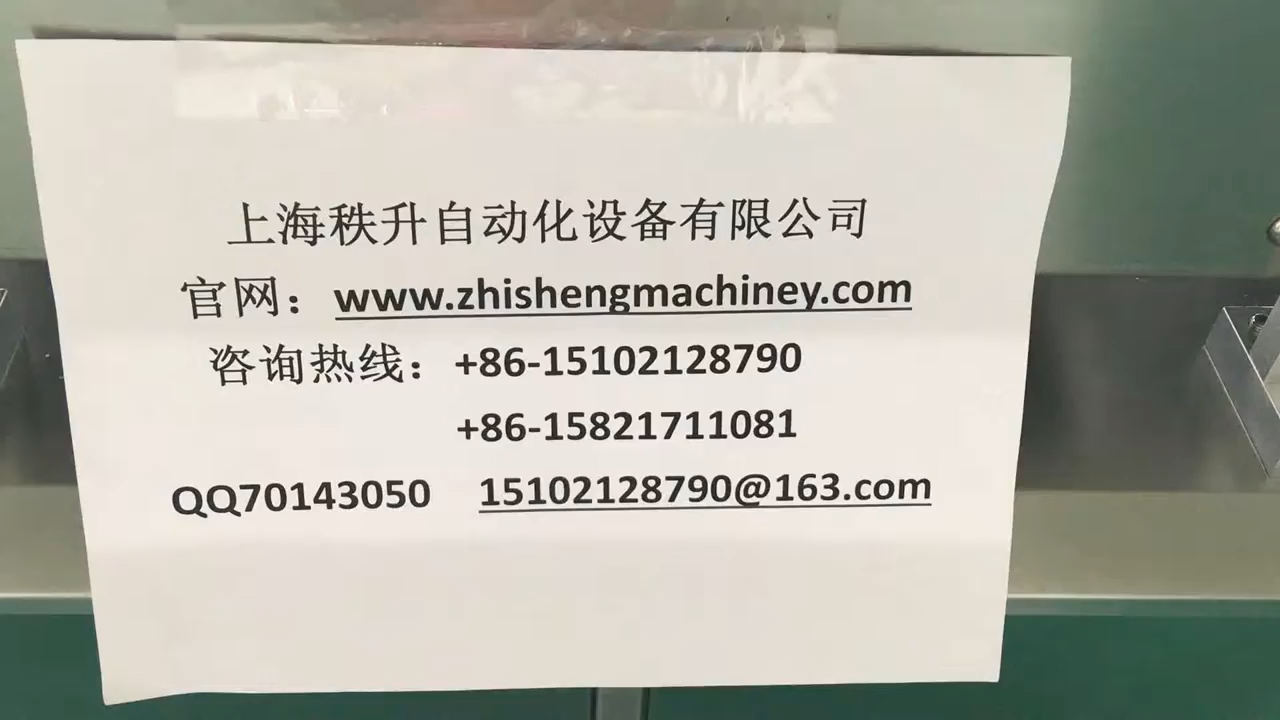 上海秩升自动化设备有限公司
官网：www.zhishengmachiney.com
咨询热线：+86-15102128790
+86-15821711081
QQ70143050 15102128790@163.com